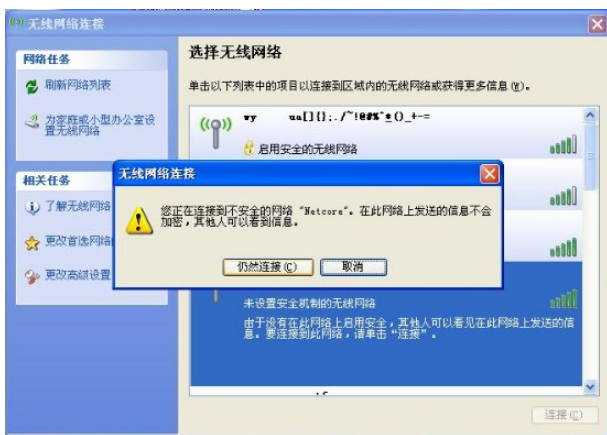 无线网络连接
网络任务
刷新网络列表
为家庭或小型办公室设
置无线网络
相关任务
了解无线网络
更改首选网络
更改高级设置
选择无线网络
单击以下列表中的项目以连接到区域内的无线网络或获得更多信息(W)。
wy ua[]{};./~!@#%^*()_+-=
启用安全的无线网络
无线网络连接
您正在连接到不安全的网络“Netcore”。在此网络上发送的信息不会
加密，其他人可以看到信息。
仍然连接(C)
取消
未设置安全机制的无线网络
由于没有在此网络上启用安全，其他人可以看见在此网络上发送的信
息。要连接到此网络，请单击“连接”。
连接(C)